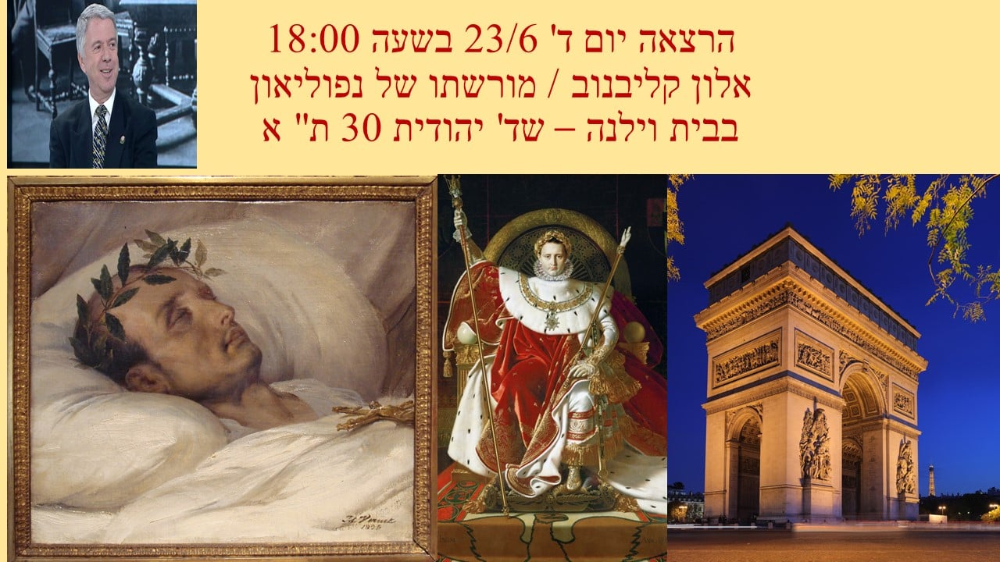 הרצאה יום ד' 23/6 בשעה 18:00
אלון קליבנוב / מורשתו של נפוליאון
בבית וילנה – שד' יהודית 30 ת" א